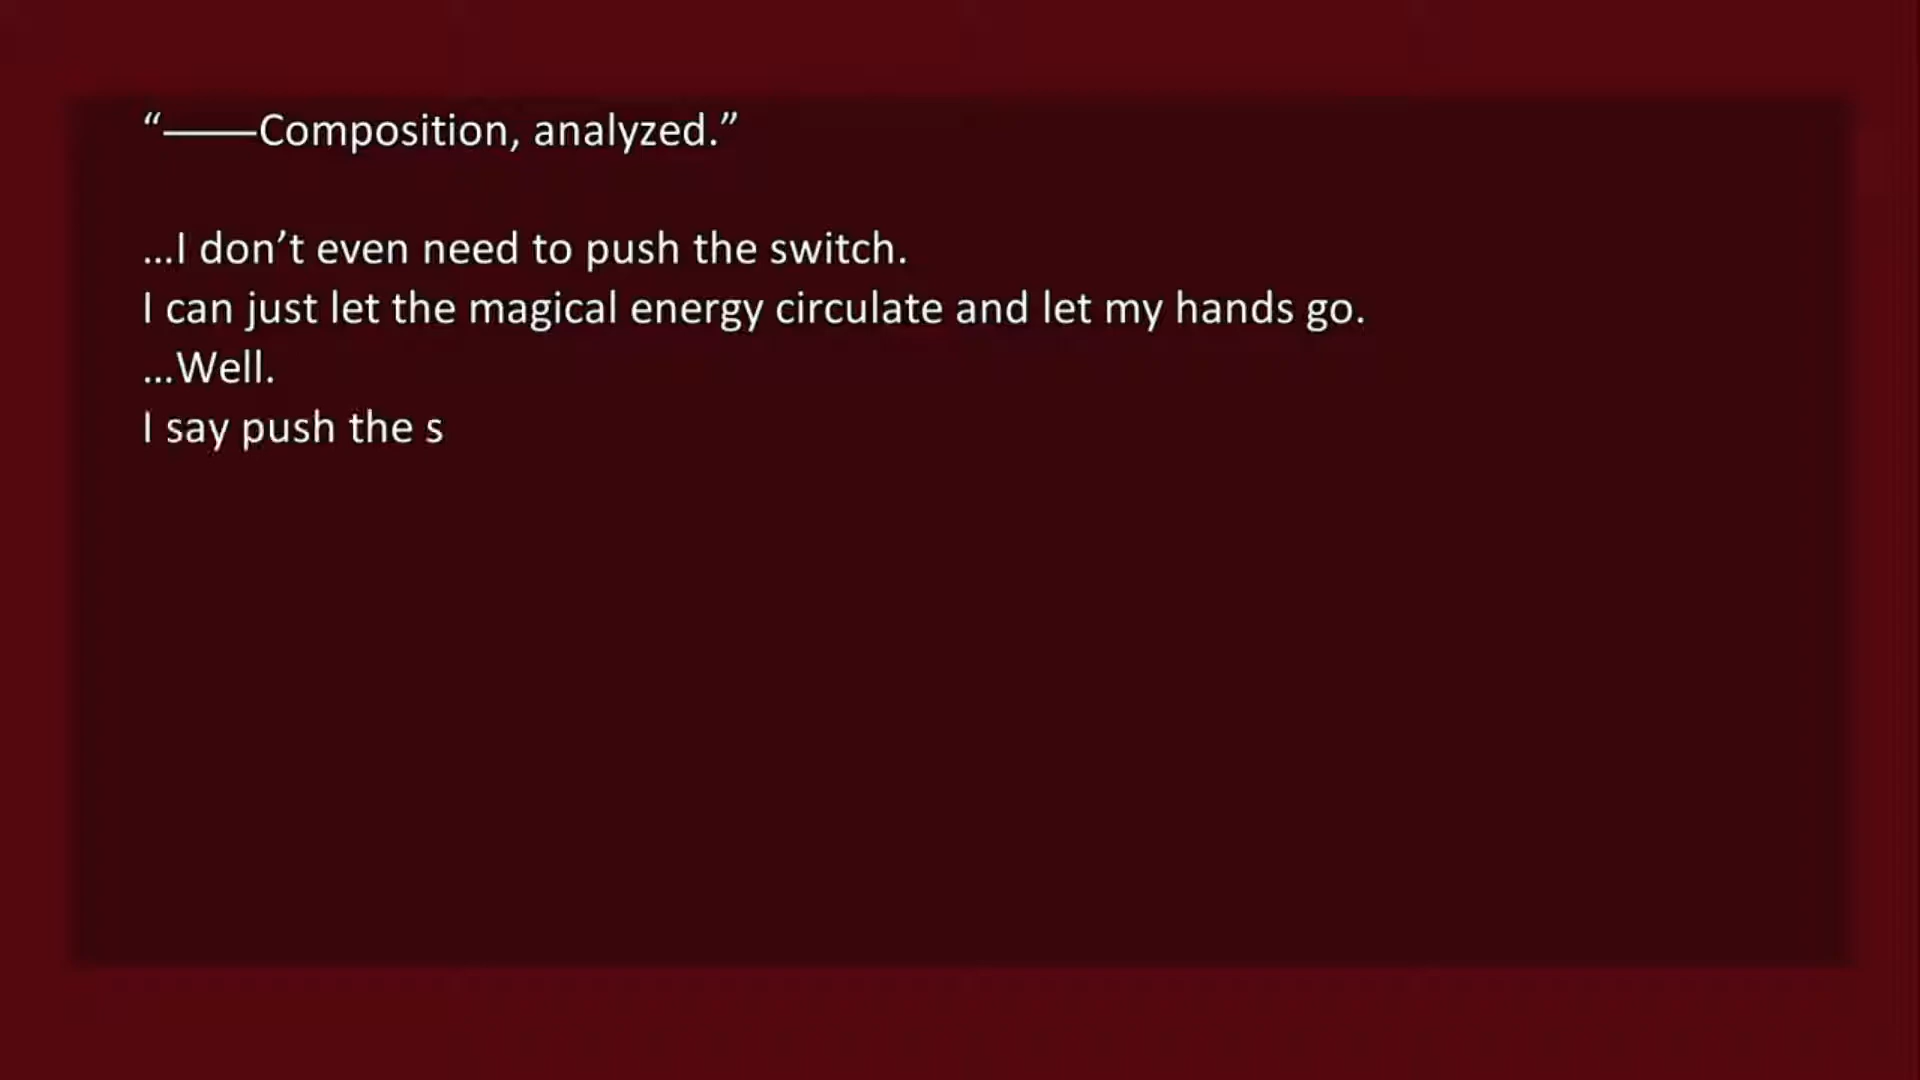 “——Composition, analyzed.”
…I don’t even need to push the switch.
I can just let the magical energy circulate and let my hands go.
…Well.
I say push the s